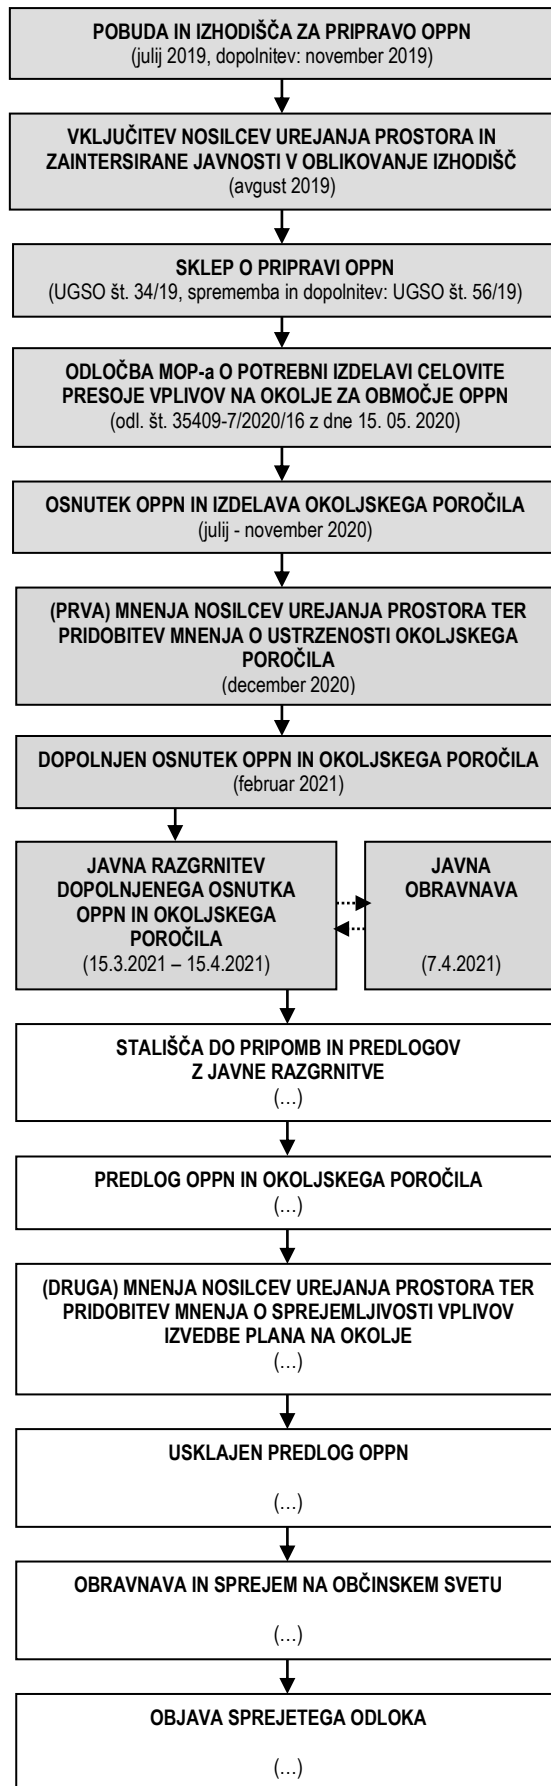 POBUDA IN IZHODIŠČA ZA PRIPRAVO OPPN
(julij 2019, dopolnitev: november 2019)
VKLJUČITEV NOSILCEV UREJANJA PROSTORA IN
ZAINTERSIRANE JAVNOSTI V OBLIKOVANJE IZHODIŠČ
(avgust 2019)
SKLEP O PRIPRAVI OPPN
(UGSO št. 34/19, sprememba in dopolnitev: UGSO št. 56/19)
ODLOČBA MOP-a O POTREBNI IZDELAVI CELOVITE
PRESOJE VPLIVOV NA OKOLJE ZA OBMOČJE OPPN
(odl. št. 35409-7/2020/16 z dne 15. 05. 2020)
OSNUTEK OPPN IN IZDELAVA OKOLJSKEGA POROČILA
(julij - november 2020)
(PRVA) MNENJA NOSILCEV UREJANJA PROSTORA TER
PRIDOBITEV MNENJA O USTRZENOSTI OKOLJSKEGA
POROČILA
(december 2020)
DOPOLNJEN OSNUTEK OPPN IN OKOLJSKEGA POROČILA
(februar 2021)
JAVNA RAZGRNITEV
DOPOLNJENEGA OSNUTKA
OPPN IN OKOLJSKEGA
POROČILA
(15.3.2021 – 15.4.2021)
JAVNA
OBRAVNAVA
(7.4.2021)
STALIŠČA DO PRIPOMB IN PREDLOGOV
Z JAVNE RAZGRNITVE
(...)
PREDLOG OPPN IN OKOLJSKEGA POROČILA
(...)
(DRUGA) MNENJA NOSILCEV UREJANJA PROSTORA TER
PRIDOBITEV MNENJA O SPREJEMLJIVOSTI VPLIVOV
IZVEDBE PLANA NA OKOLJE
(...)
USKLAJEN PREDLOG OPPN
(...)
OBRAVNAVA IN SPREJEM NA OBČINSKEM SVETU
(...)
OBJAVA SPREJETEGA ODLOKA
(...)